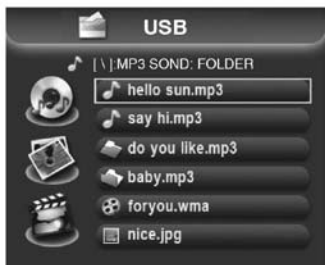 USB
[ \ ]:MP3 SOND: FOLDER
hello sun.mp3
say hi.mp3
do you like.mp3
baby.mp3
foryou.wma
nice.jpg